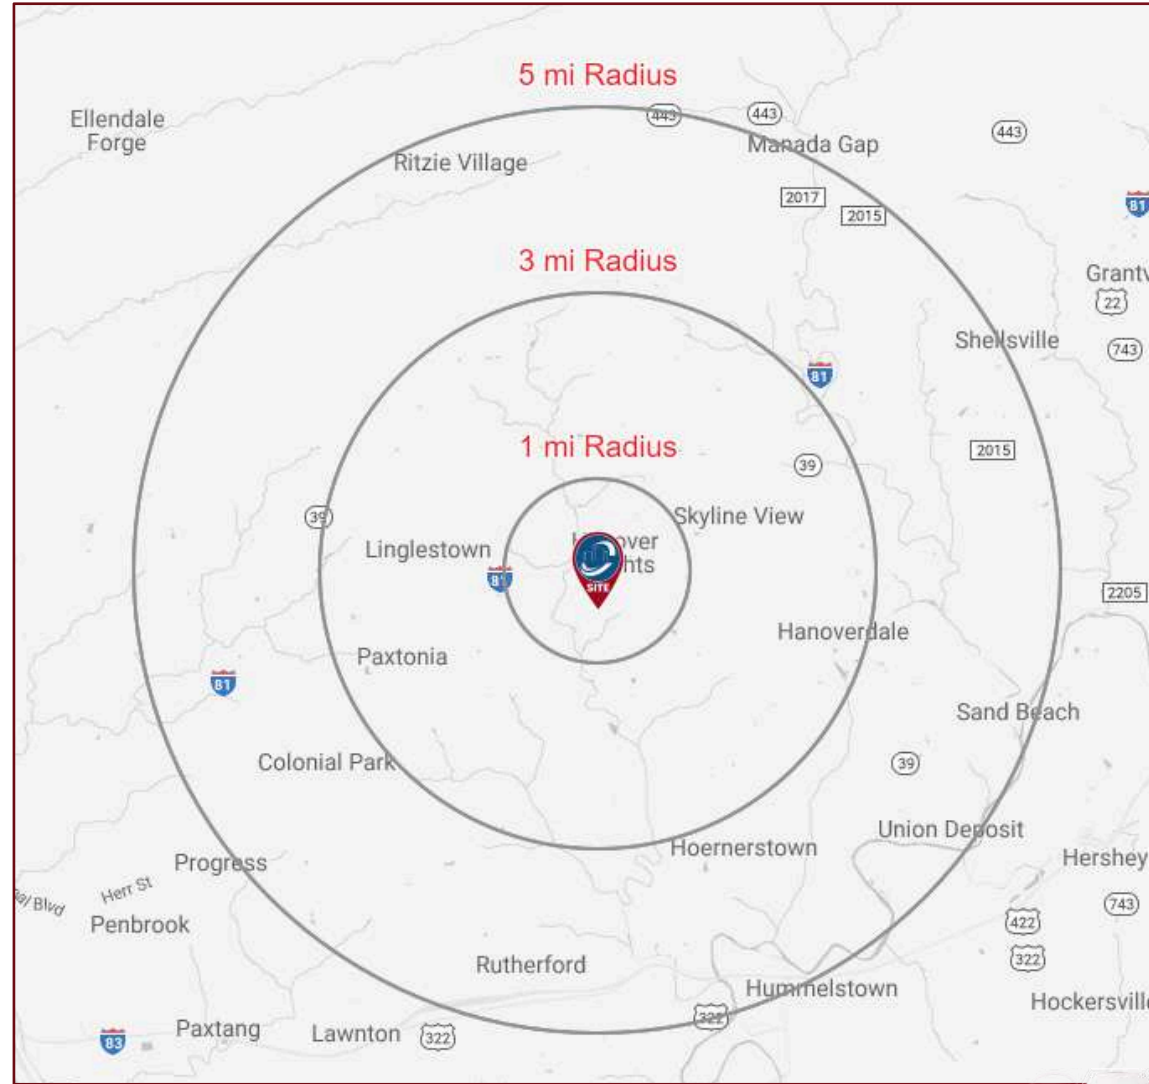 5 mi Radius
443
443
443
Ellendale
Forge
Manada Gap
Ritzie Village
2017
2015
81
3 mi Radius
Grantv
22
Shellsville
743
81
1 mi Radius
2015
39
39
Skyline View
Linglestown
SITE
81
2205
Hanoverdale
Paxtonia
81
Sand Beach
Colonial Park
39
Union Deposit
Hoernerstown
Hershey
Progress
Herr St
Blvd
743
Penbrook
422
Rutherford
322
Hummelstown
Hockersville
322
Paxtang
Lawnton
322
83